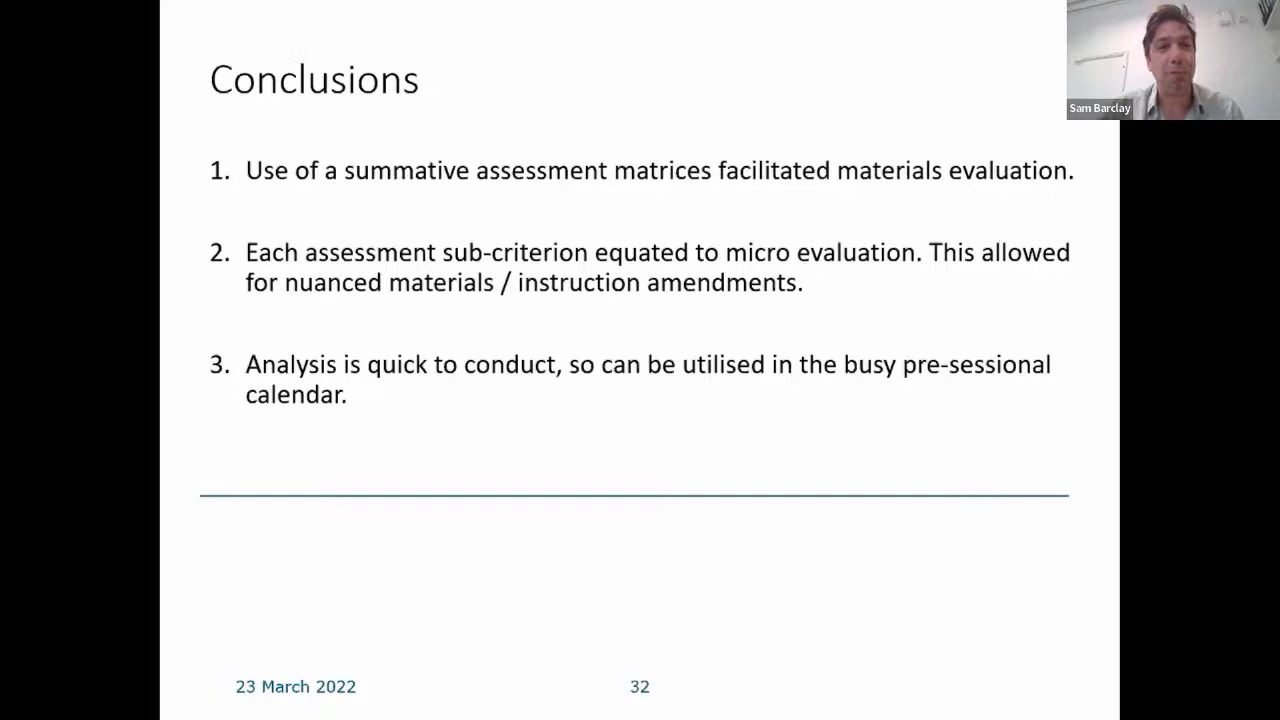 Conclusions
Sam Barclay
1. Use of a summative assessment matrices facilitated materials evaluation.
2. Each assessment sub-criterion equated to micro evaluation. This allowed
for nuanced materials / instruction amendments.
3. Analysis is quick to conduct, so can be utilised in the busy pre-sessional
calendar.
23 March 2022
32